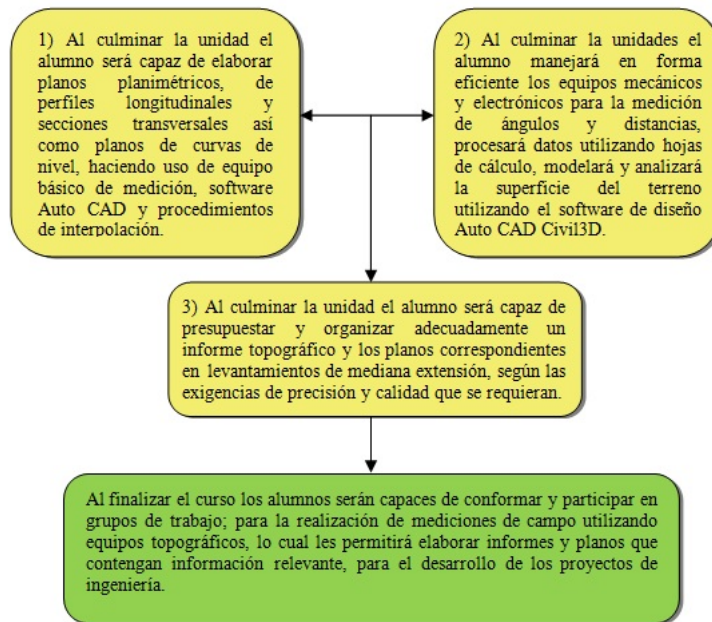 1) Al culminar la unidad el
alumno será capaz de elaborar
planos planimétricos, de
perfiles longitudinales y
secciones transversales así
como planos de curvas de
nivel, haciendo uso de equipo
básico de medición, software
Auto CAD y procedimientos
de interpolación.
2) Al culminar la unidades el
alumno manejará en forma
eficiente los equipos mecánicos
y electrónicos para la medición
de ángulos y distancias,
procesará datos utilizando hojas
de cálculo, modelará y analizará
la superficie del terreno
utilizando el software de diseño
Auto CAD Civil3D.
3) Al culminar la unidad el alumno será capaz de
presupuestar y organizar adecuadamente un
informe topográfico y los planos correspondientes
en levantamientos de mediana extensión, según las
exigencias de precisión y calidad que se requieran.
Al finalizar el curso los alumnos serán capaces de conformar y participar en
grupos de trabajo; para la realización de mediciones de campo utilizando
equipos topográficos, lo cual les permitirá elaborar informes y planos que
contengan información relevante, para el desarrollo de los proyectos de
ingeniería.